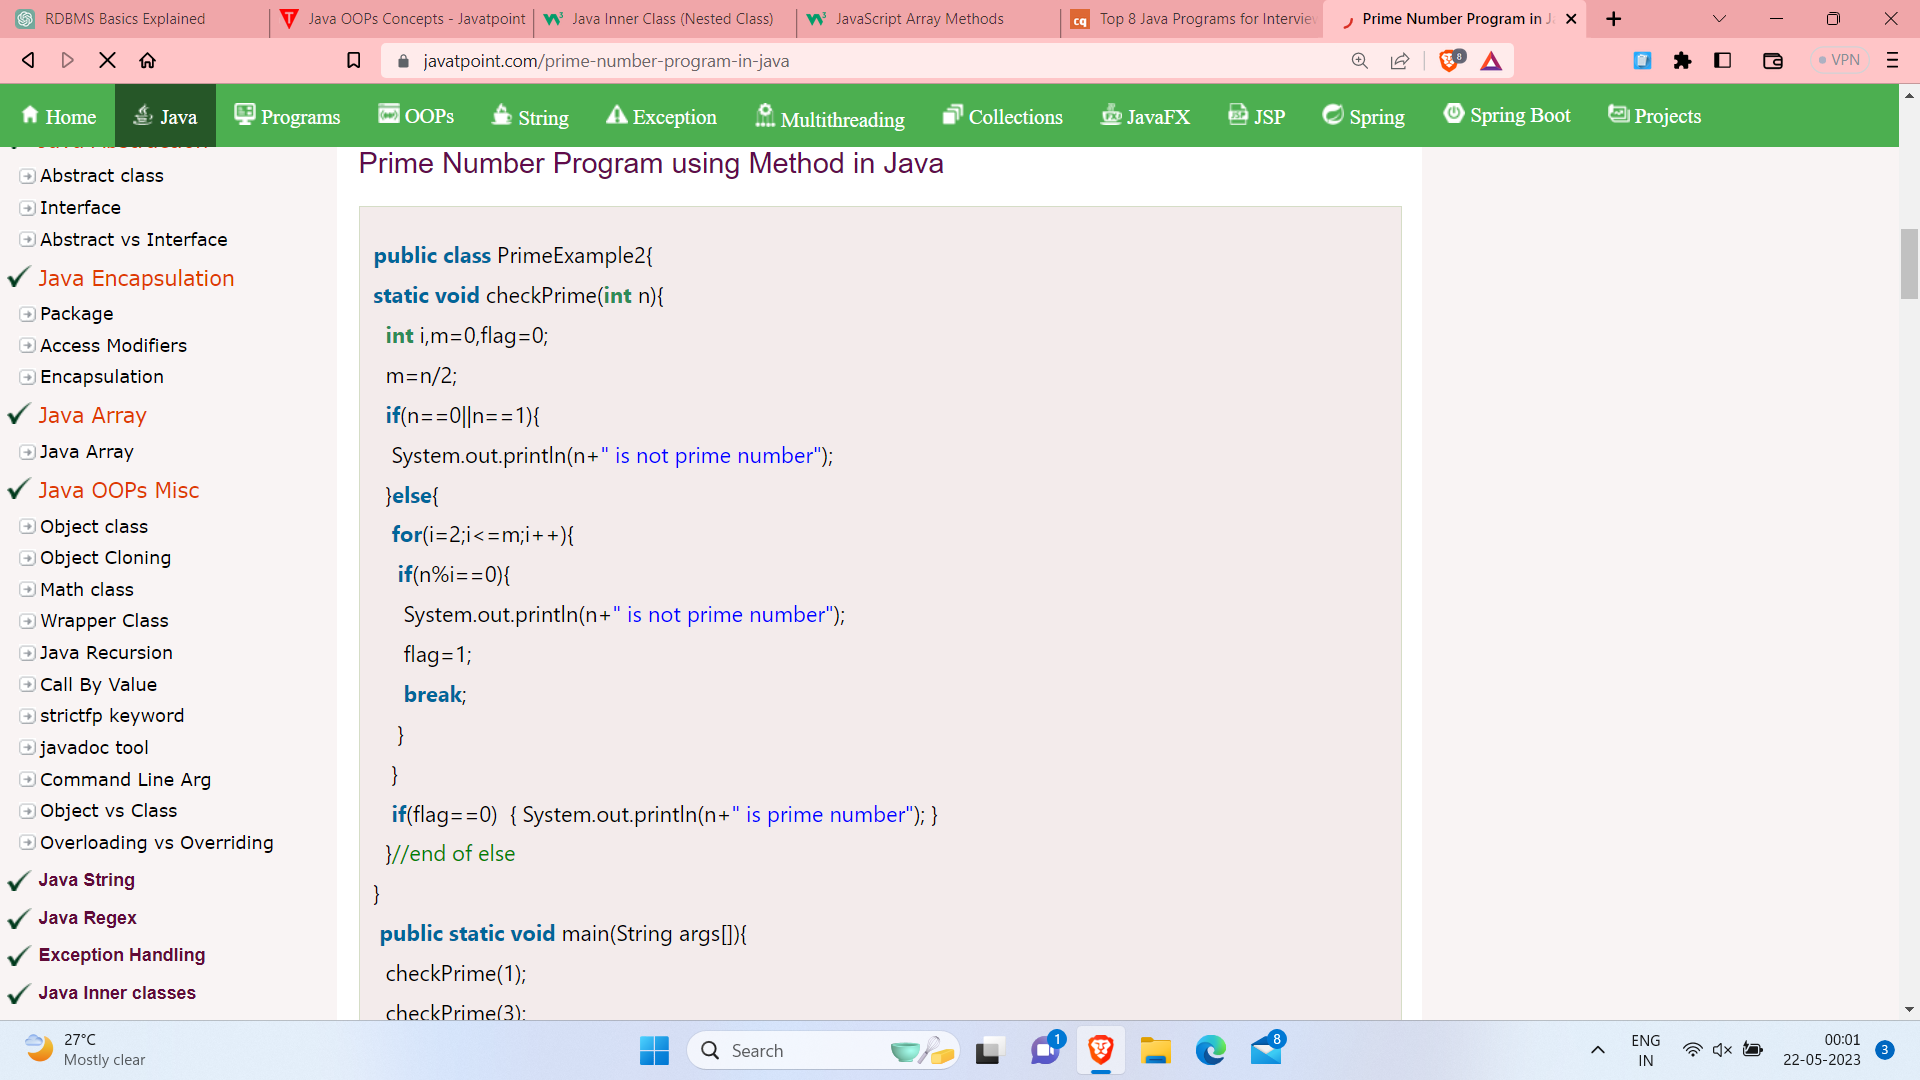 RDBMS Basics Explained
Java OOPs Concepts - Javatpoint
Java Inner Class (Nested Class)
JavaScript Array Methods
cq Top 8 Java Programs for Interview
Prime Number Program in J
javatpoint.com/prime-number-program-in-java
8
VPN
Home
Java
Programs
OOPs
String
Exception
Multithreading
Collections
JavaFX
JSP
Spring
Spring Boot
Projects
Abstract class
Interface
Abstract vs Interface
Java Encapsulation
Package
Access Modifiers
Encapsulation
Java Array
Java Array
Java OOPs Misc
Object class
Object Cloning
Math class
Wrapper Class
Java Recursion
Call By Value
strictfp keyword
javadoc tool
Command Line Arg
Object vs Class
Overloading vs Overriding
Java String
Java Regex
Exception Handling
Java Inner classes
Prime Number Program using Method in Java
public class PrimeExample2{
static void checkPrime(int n){
int i,m=0,flag=0;
m=n/2;
if(n==0||n==1){
System.out.println(n+" is not prime number");
}else{
for(i=2;i<=m;i++){
if(n%i==0){
System.out.println(n+" is not prime number");
flag=1;
break;
}
}
if(flag==0)  { System.out.println(n+" is prime number"); }
}//end of else
}
public static void main(String args[]){
checkPrime(1);
checkPrime(3);
27°C
Mostly clear
Search
1
8
ENG
IN
00:01
22-05-2023
3